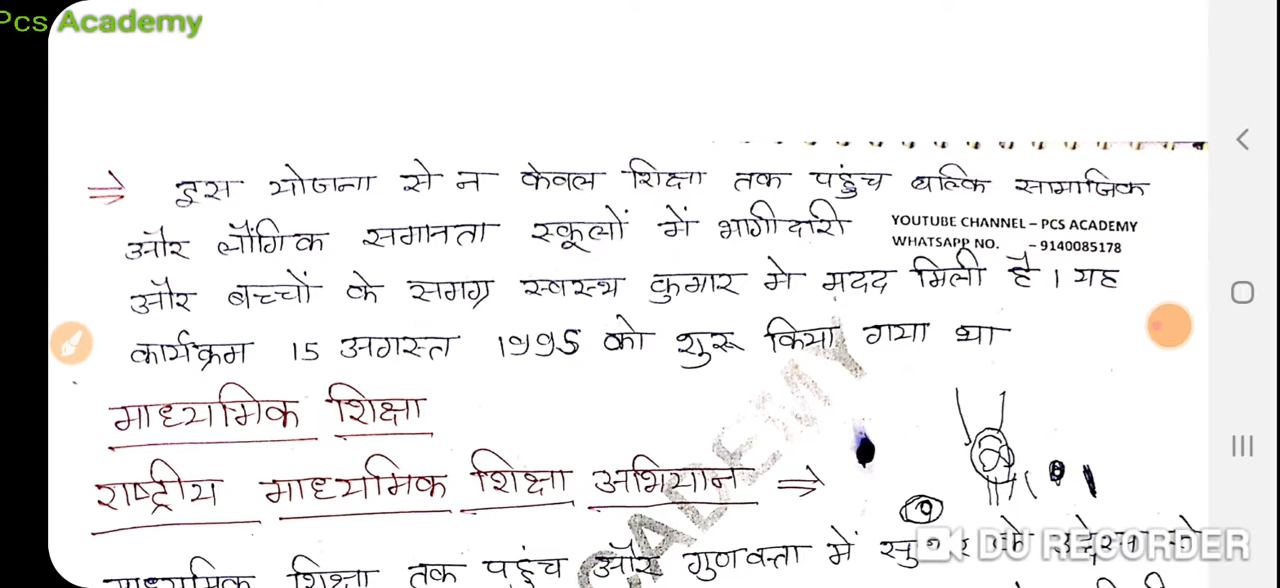 Pcs Academy
⇒ इस योजना से न केवल शिक्षा तक पहुंच बल्कि सामाजिक
और लौंगिक समानता स्कूलों में भागीदारी
YOUTUBE CHANNEL – PCS ACADEMY
WHATSAPP NO. – 9140085178
और बच्चों के समग्र स्वस्थ कुमार मे मदद मिली है। यह
कार्यक्रम 15 अगस्त 1995 को शुरू किया गया था
माध्यमिक शिक्षा
राष्ट्रीय माध्यमिक शिक्षा अभियान ⇒
माध्यमिक शिक्षा तक पहुंच और गुणवत्ता में
CADEMY
DU RECORDER